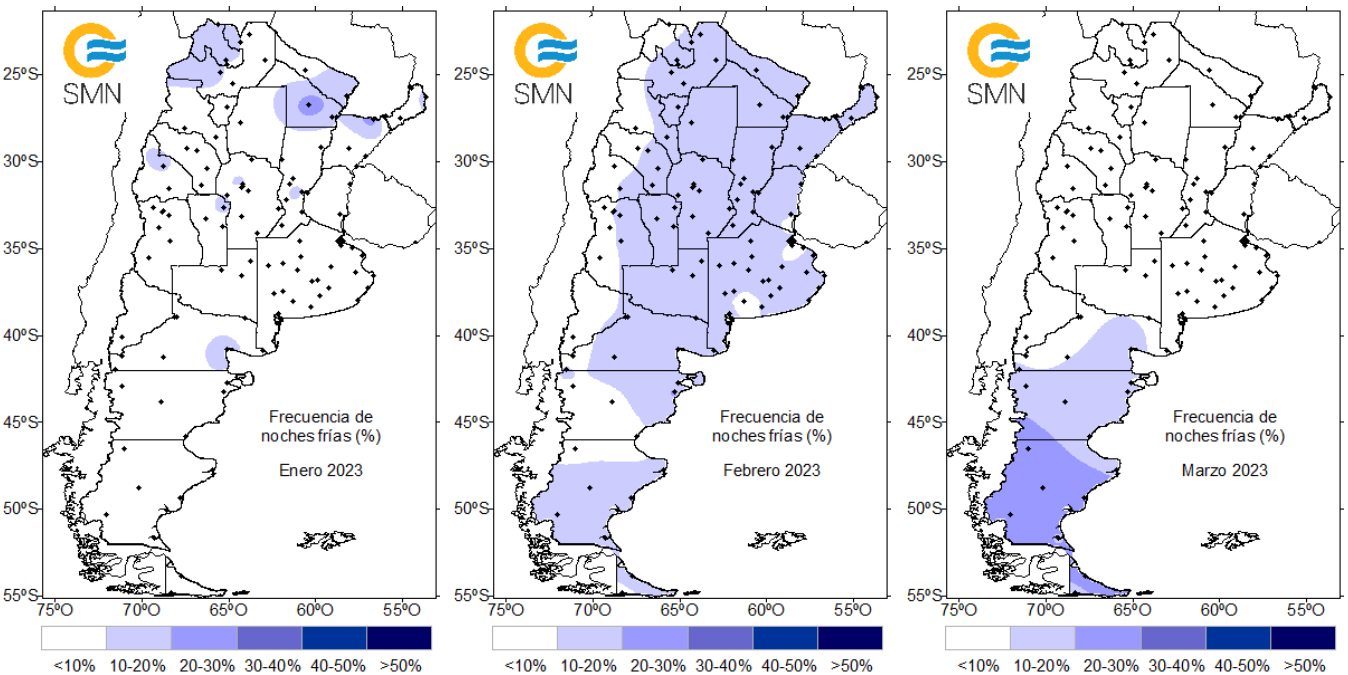 SMN
25ºS
30ºS
35ºS
40ºS
45ºS
50ºS
55ºS
75ºO 70ºO 65ºO 60ºO 55ºO
Frecuencia de
noches frías (%)
Enero 2023
<10% 10-20% 20-30% 30-40% 40-50% >50%
SMN
25ºS
30ºS
35ºS
40ºS
45ºS
50ºS
55ºS
75ºO 70ºO 65ºO 60ºO 55ºO
Frecuencia de
noches frías (%)
Febrero 2023
<10% 10-20% 20-30% 30-40% 40-50% >50%
SMN
25ºS
30ºS
35ºS
40ºS
45ºS
50ºS
55ºS
75ºO 70ºO 65ºO 60ºO 55ºO
Frecuencia de
noches frías (%)
Marzo 2023
<10% 10-20% 20-30% 30-40% 40-50% >50%